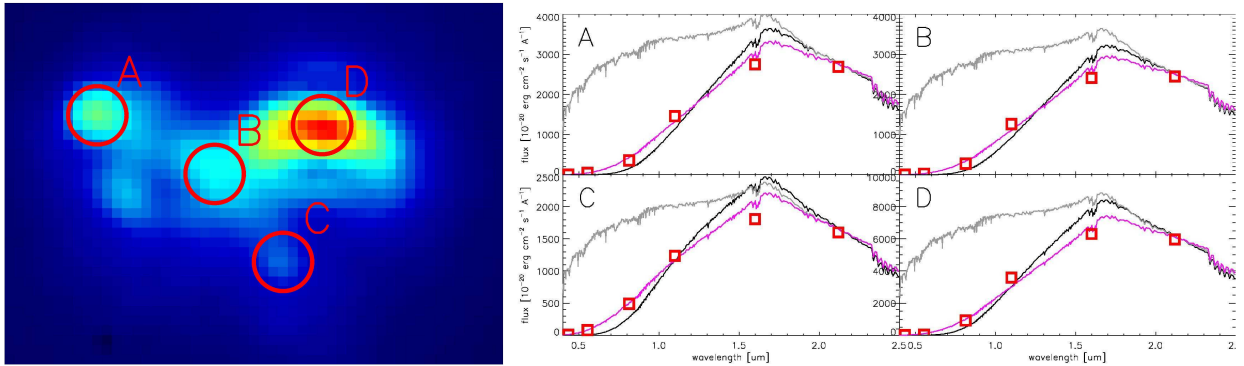 A
D
B
C
4000
3000
2000
1000
0
flux [10⁻²⁰ erg cm⁻² s⁻¹ A⁻¹]
A
4000
3000
2000
1000
0
B
2500
2000
1500
1000
500
0
flux [10⁻²⁰ erg cm⁻² s⁻¹ A⁻¹]
C
10000
8000
6000
4000
2000
0
D
0.5 1.0 1.5 2.0 2.5 0.5 1.0 1.5 2.0 2.5
wavelength [um] wavelength [um]